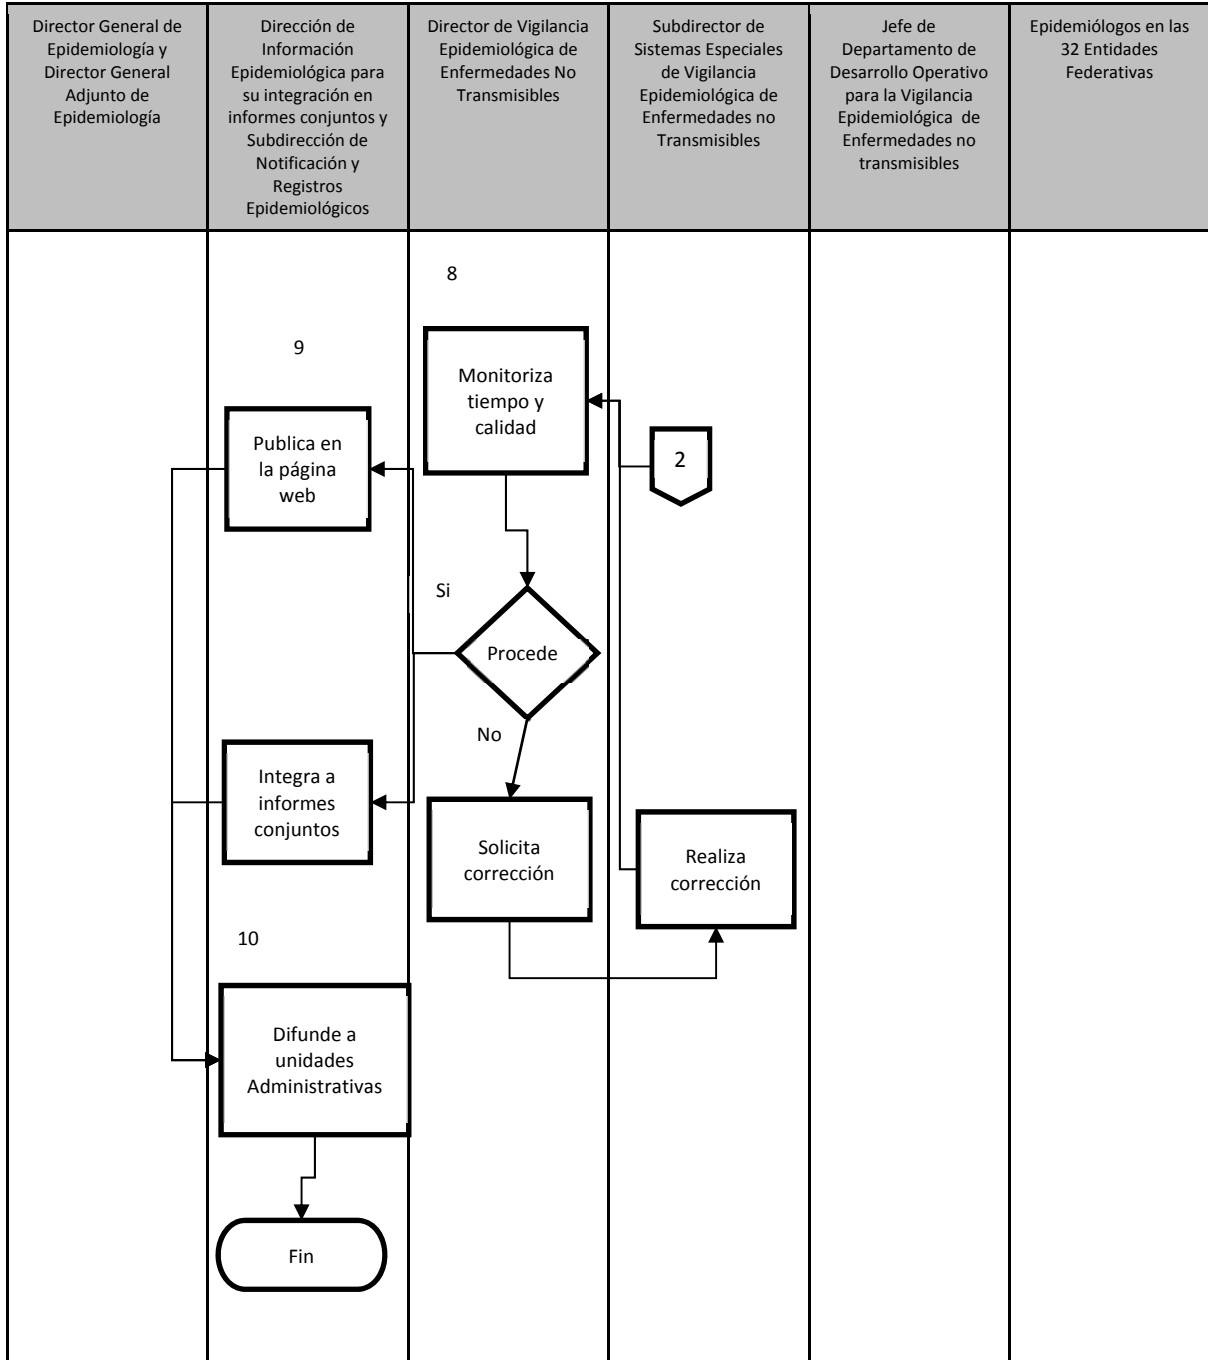 Director General de
Epidemiología y
Director General
Adjunto de
Epidemiología
Dirección de
Información
Epidemiológica para
su integración en
informes conjuntos y
Subdirección de
Notificación y
Registros
Epidemiológicos
Director de Vigilancia
Epidemiológica de
Enfermedades No
Transmisibles
Subdirector de
Sistemas Especiales
de Vigilancia
Epidemiológica de
Enfermedades no
Transmisibles
Jefe de
Departamento de
Desarrollo Operativo
para la Vigilancia
Epidemiológica de
Enfermedades no
transmisibles
Epidemiólogos en las
32 Entidades
Federativas
8
Monitoriza
tiempo y
calidad
2
9
Publica en
la página
web
Si
Procede
No
Integra a
informes
conjuntos
Solicita
corrección
Realiza
corrección
10
Difunde a
unidades
Administrativas
Fin